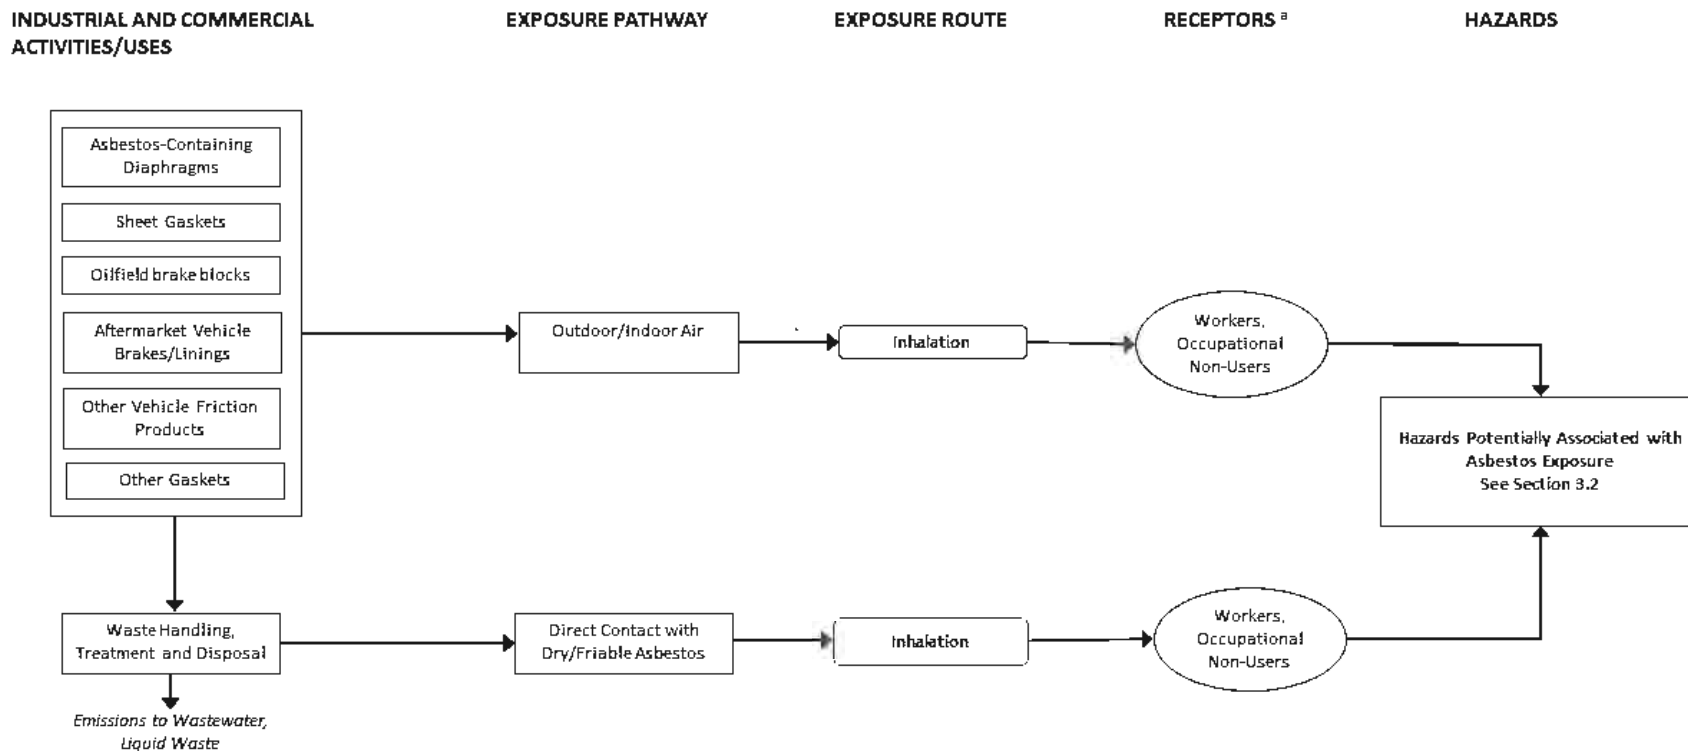 INDUSTRIAL AND COMMERCIAL
ACTIVITIES/USES
EXPOSURE PATHWAY
EXPOSURE ROUTE
RECEPTORS a
HAZARDS
Asbestos-Containing
Diaphragms
Sheet Gaskets
Oilfield brake blocks
Aftermarket Vehicle
Brakes/Linings
Other Vehicle Friction
Products
Other Gaskets
Outdoor/Indoor Air
Inhalation
Workers,
Occupational
Non-Users
Hazards Potentially Associated with
Asbestos Exposure
See Section 3.2
Waste Handling,
Treatment and Disposal
Direct Contact with
Dry/Friable Asbestos
Inhalation
Workers,
Occupational
Non-Users
Emissions to Wastewater,
Liquid Waste